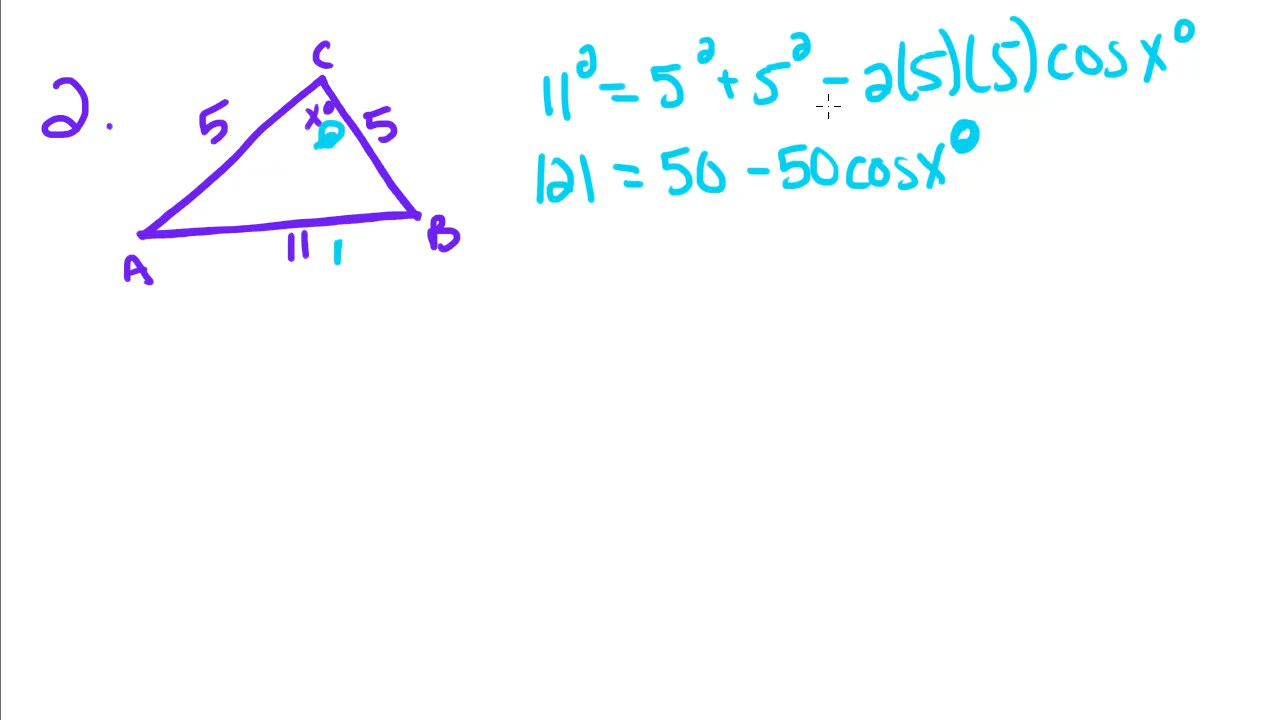 2.
C
5
x°
5
11
A
B
11² = 5² + 5² - 2(5)(5) cos x°
121 = 50 - 50 cos x°